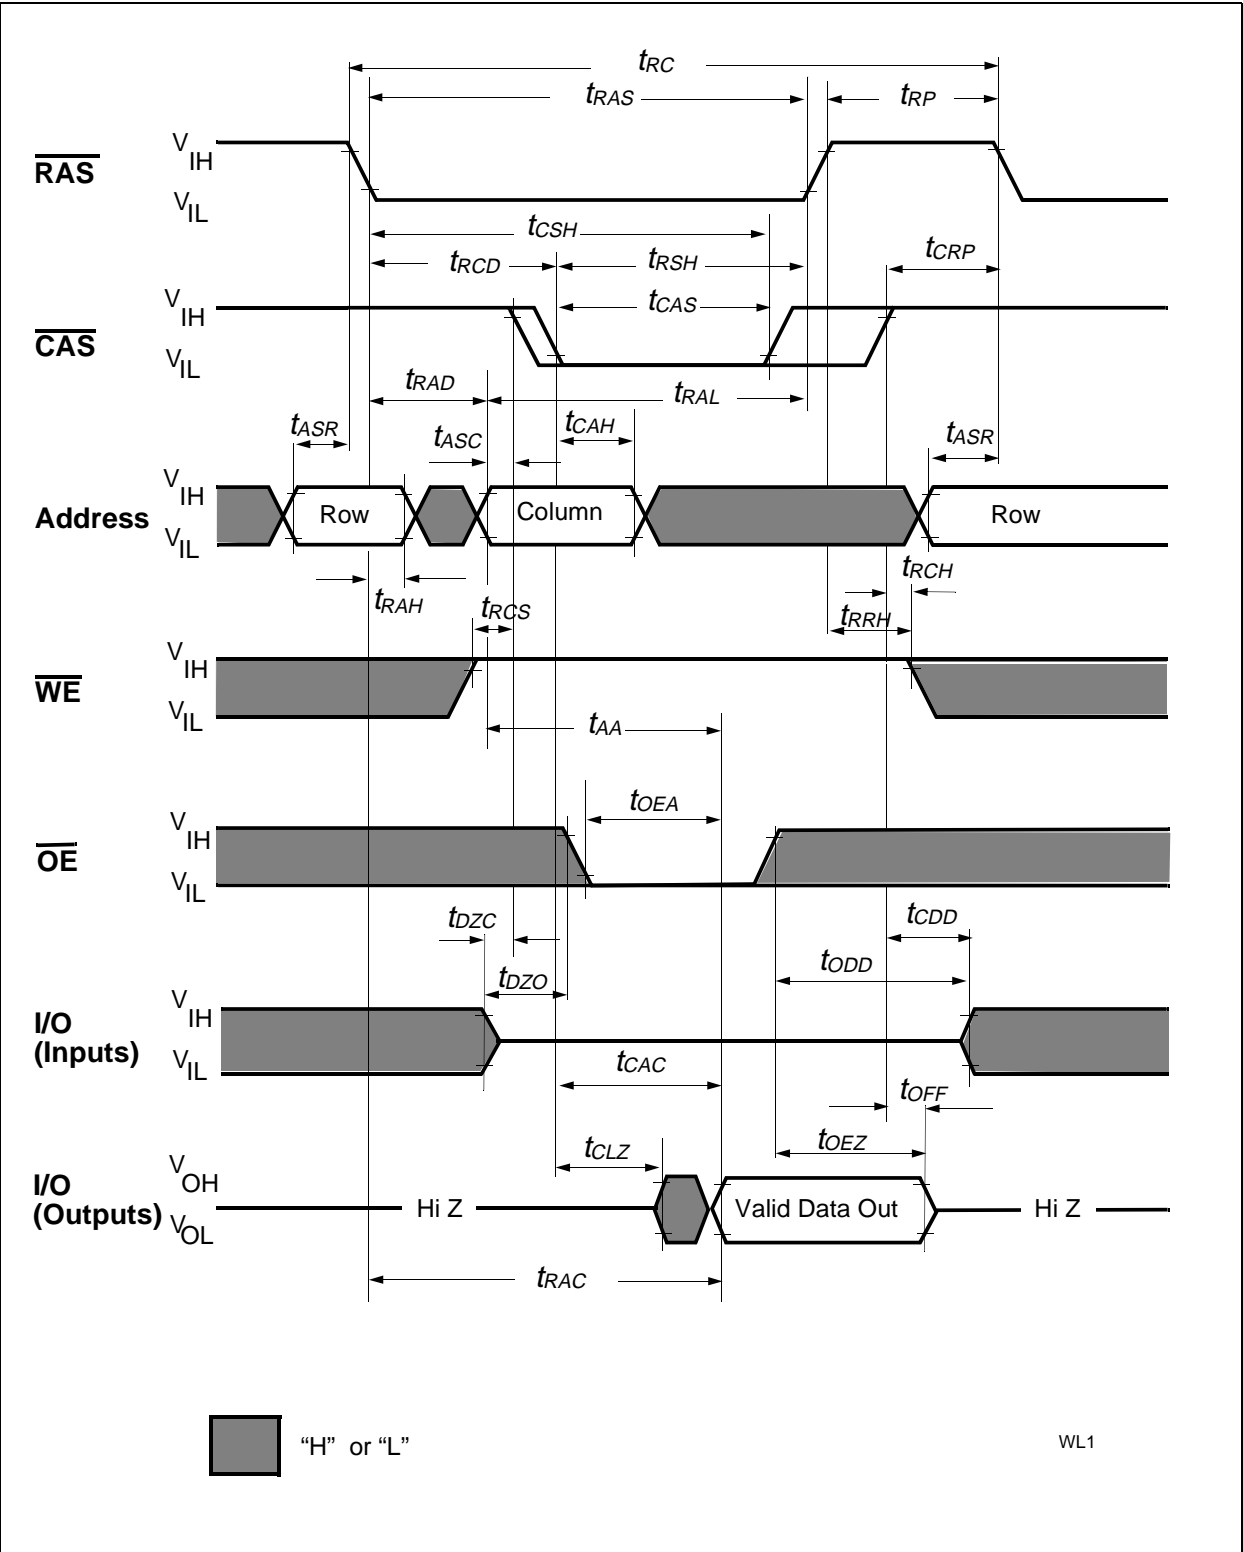 tRC
tRAS
tRP
RAS
VIH
VIL
tCSH
tRCD
tRSH
tCRP
CAS
VIH
VIL
tCAS
tRAD
tRAL
tASR
tASC
tCAH
tASR
Address
VIH
VIL
Row
Column
Row
tRAH
tRCS
tRCH
tRRH
WE
VIH
VIL
tAA
tOEA
OE
VIH
VIL
tDZC
tCDD
tDZO
tODD
I/O
(Inputs)
VIH
VIL
tCAC
tOFF
tCLZ
tOEZ
I/O
(Outputs)
VOH
VOL
Hi Z
Valid Data Out
Hi Z
tRAC
“H” or “L”
WL1